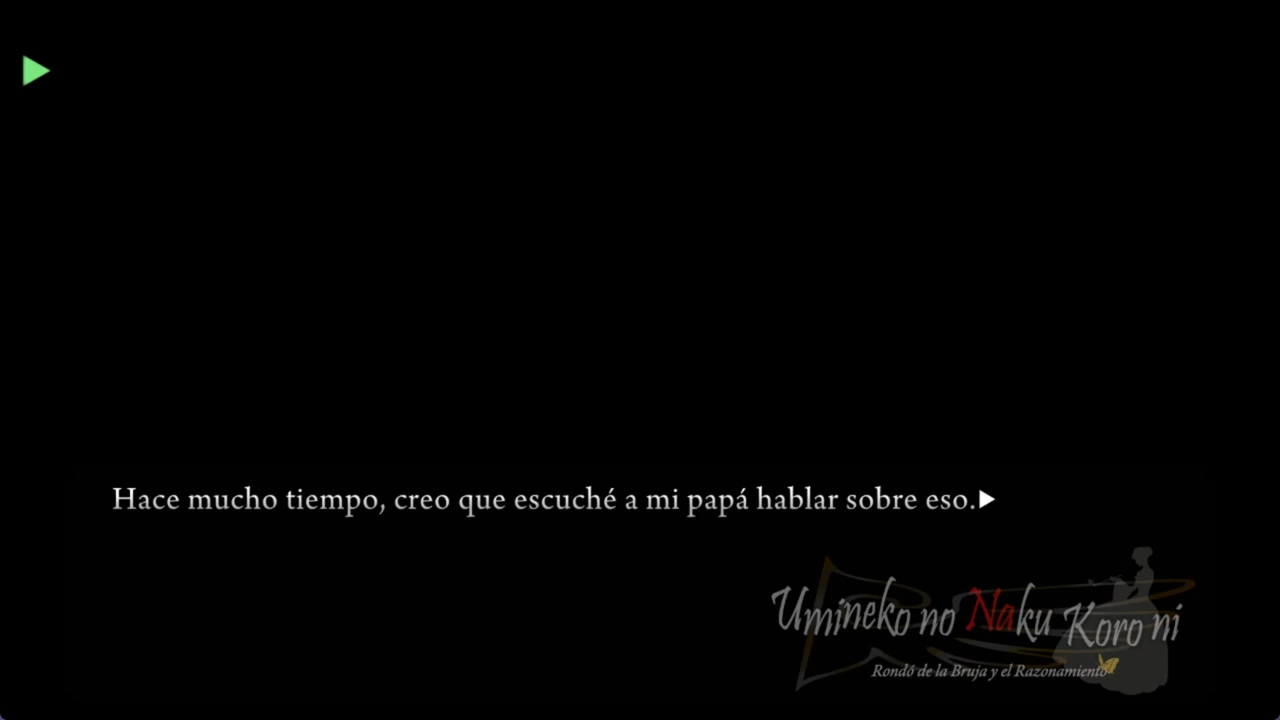 Hace mucho tiempo, creo que escuché a mi papá hablar sobre eso.
Umineko no Naku Koro ni
Rondó de la Bruja y el Razonamiento